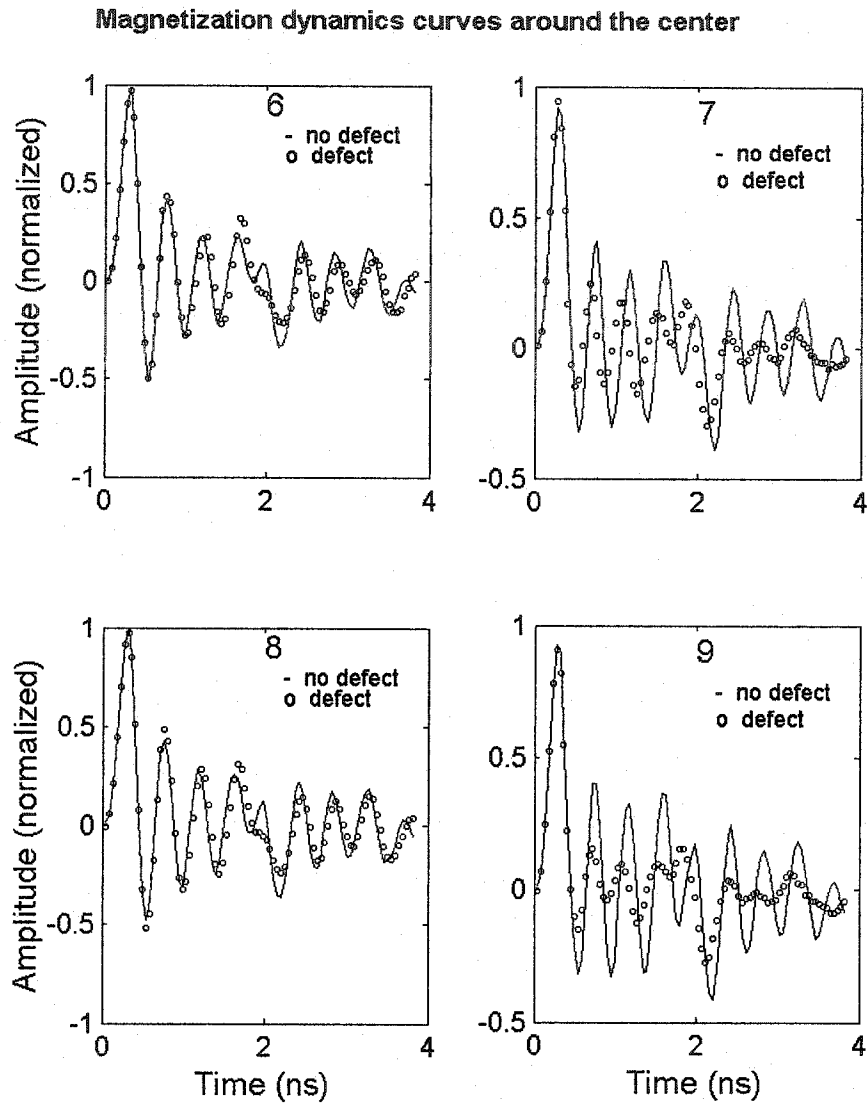 Magnetization dynamics curves around the center
6
- no defect
o defect
Amplitude (normalized)
1
0.5
0
-0.5
-1
0
2
4
7
- no defect
o defect
1
0.5
0
-0.5
0
2
4
8
- no defect
o defect
Amplitude (normalized)
1
0.5
0
-0.5
-1
0
2
4
Time (ns)
9
- no defect
o defect
1
0.5
0
-0.5
0
2
4
Time (ns)